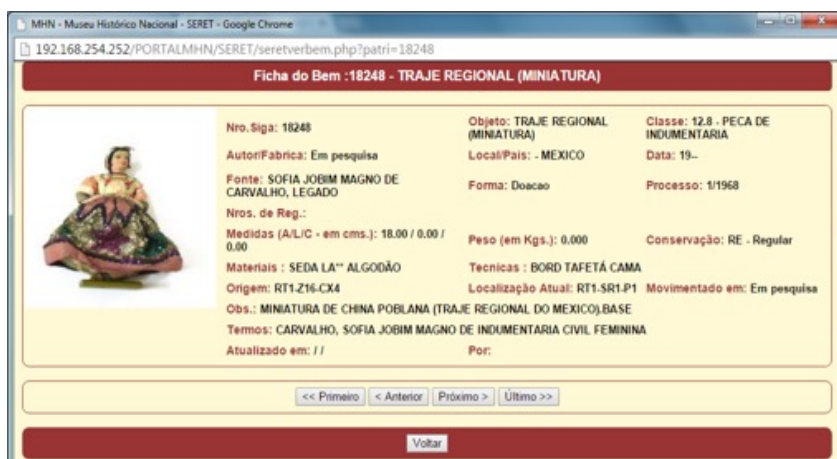 MHN - Museu Histórico Nacional - SERET - Google Chrome
192.168.254.252/PORTALMHN/SERET/seretverbem.php?patri=18248
Ficha do Bem :18248 - TRAJE REGIONAL (MINIATURA)
Nro.Siga: 18248
Objeto: TRAJE REGIONAL (MINIATURA)
Classe: 12.8 - PECA DE INDUMENTARIA
Autor/Fabrica: Em pesquisa
Local/Pais: - MEXICO
Data: 19--
Fonte: SOFIA JOBIM MAGNO DE CARVALHO, LEGADO
Forma: Doacao
Processo: 1/1968
Nros. de Reg.:
Medidas (A/L/C - em cms.): 18.00 / 0.00 / 0.00
Peso (em Kgs.): 0.000
Conservação: RE - Regular
Materiais : SEDA LA"" ALGODÃO
Tecnicas : BORD TAFETÁ CAMA
Origem: RT1-Z16-CX4
Localização Atual: RT1-SR1-P1
Movimentado em: Em pesquisa
Obs.: MINIATURA DE CHINA POBLANA (TRAJE REGIONAL DO MEXICO).BASE
Termos: CARVALHO, SOFIA JOBIM MAGNO DE INDUMENTARIA CIVIL FEMININA
Atualizado em: / /
Por:
<< Primeiro
< Anterior
Próximo >
Último >>
Voltar